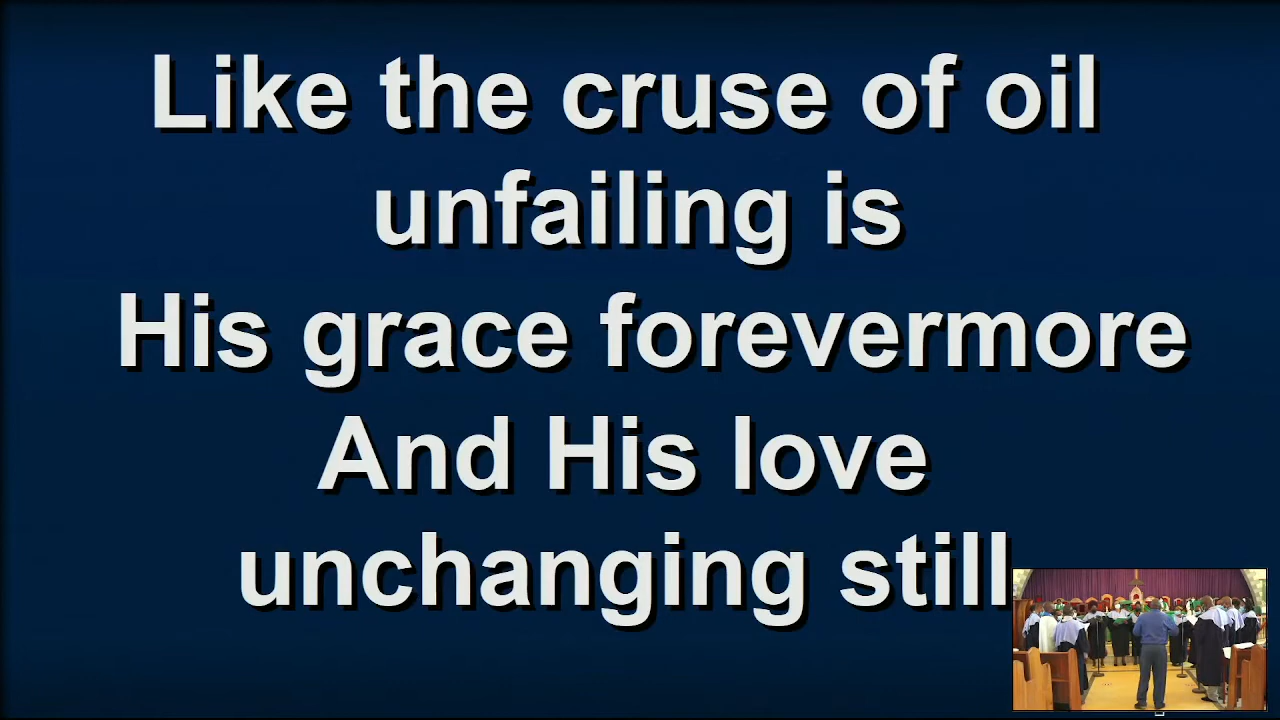 Like the cruse of oil
unfailing is
His grace forevermore
And His love
unchanging still